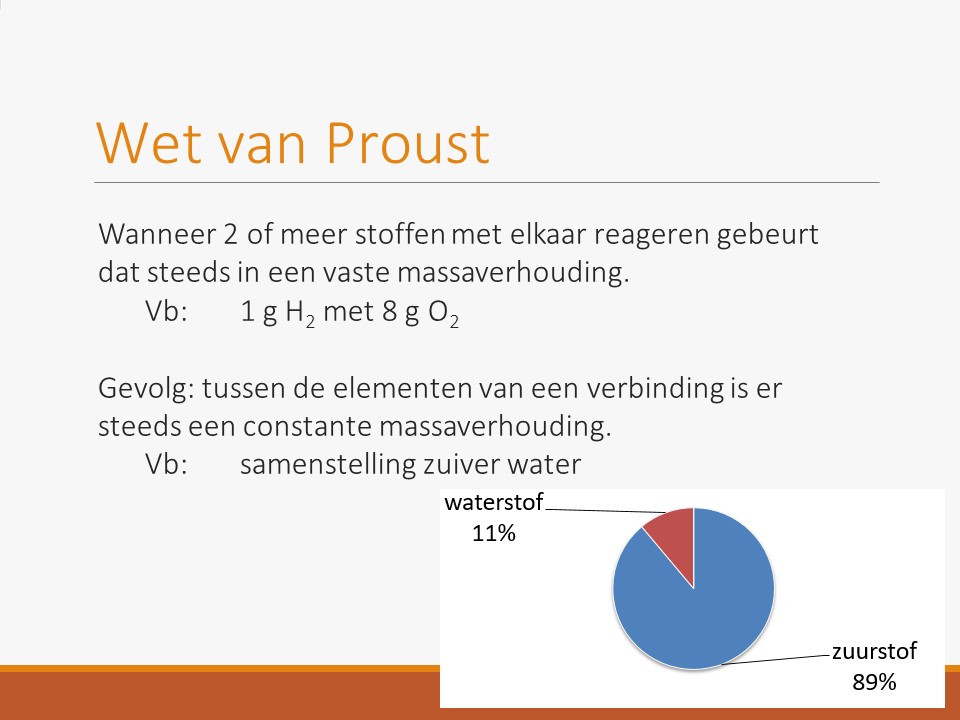 Wet van Proust
Wanneer 2 of meer stoffen met elkaar reageren gebeurt
dat steeds in een vaste massaverhouding.
Vb: 1 g H₂ met 8 g O₂
Gevolg: tussen de elementen van een verbinding is er
steeds een constante massaverhouding.
Vb: samenstelling zuiver water
waterstof
11%
zuurstof
89%